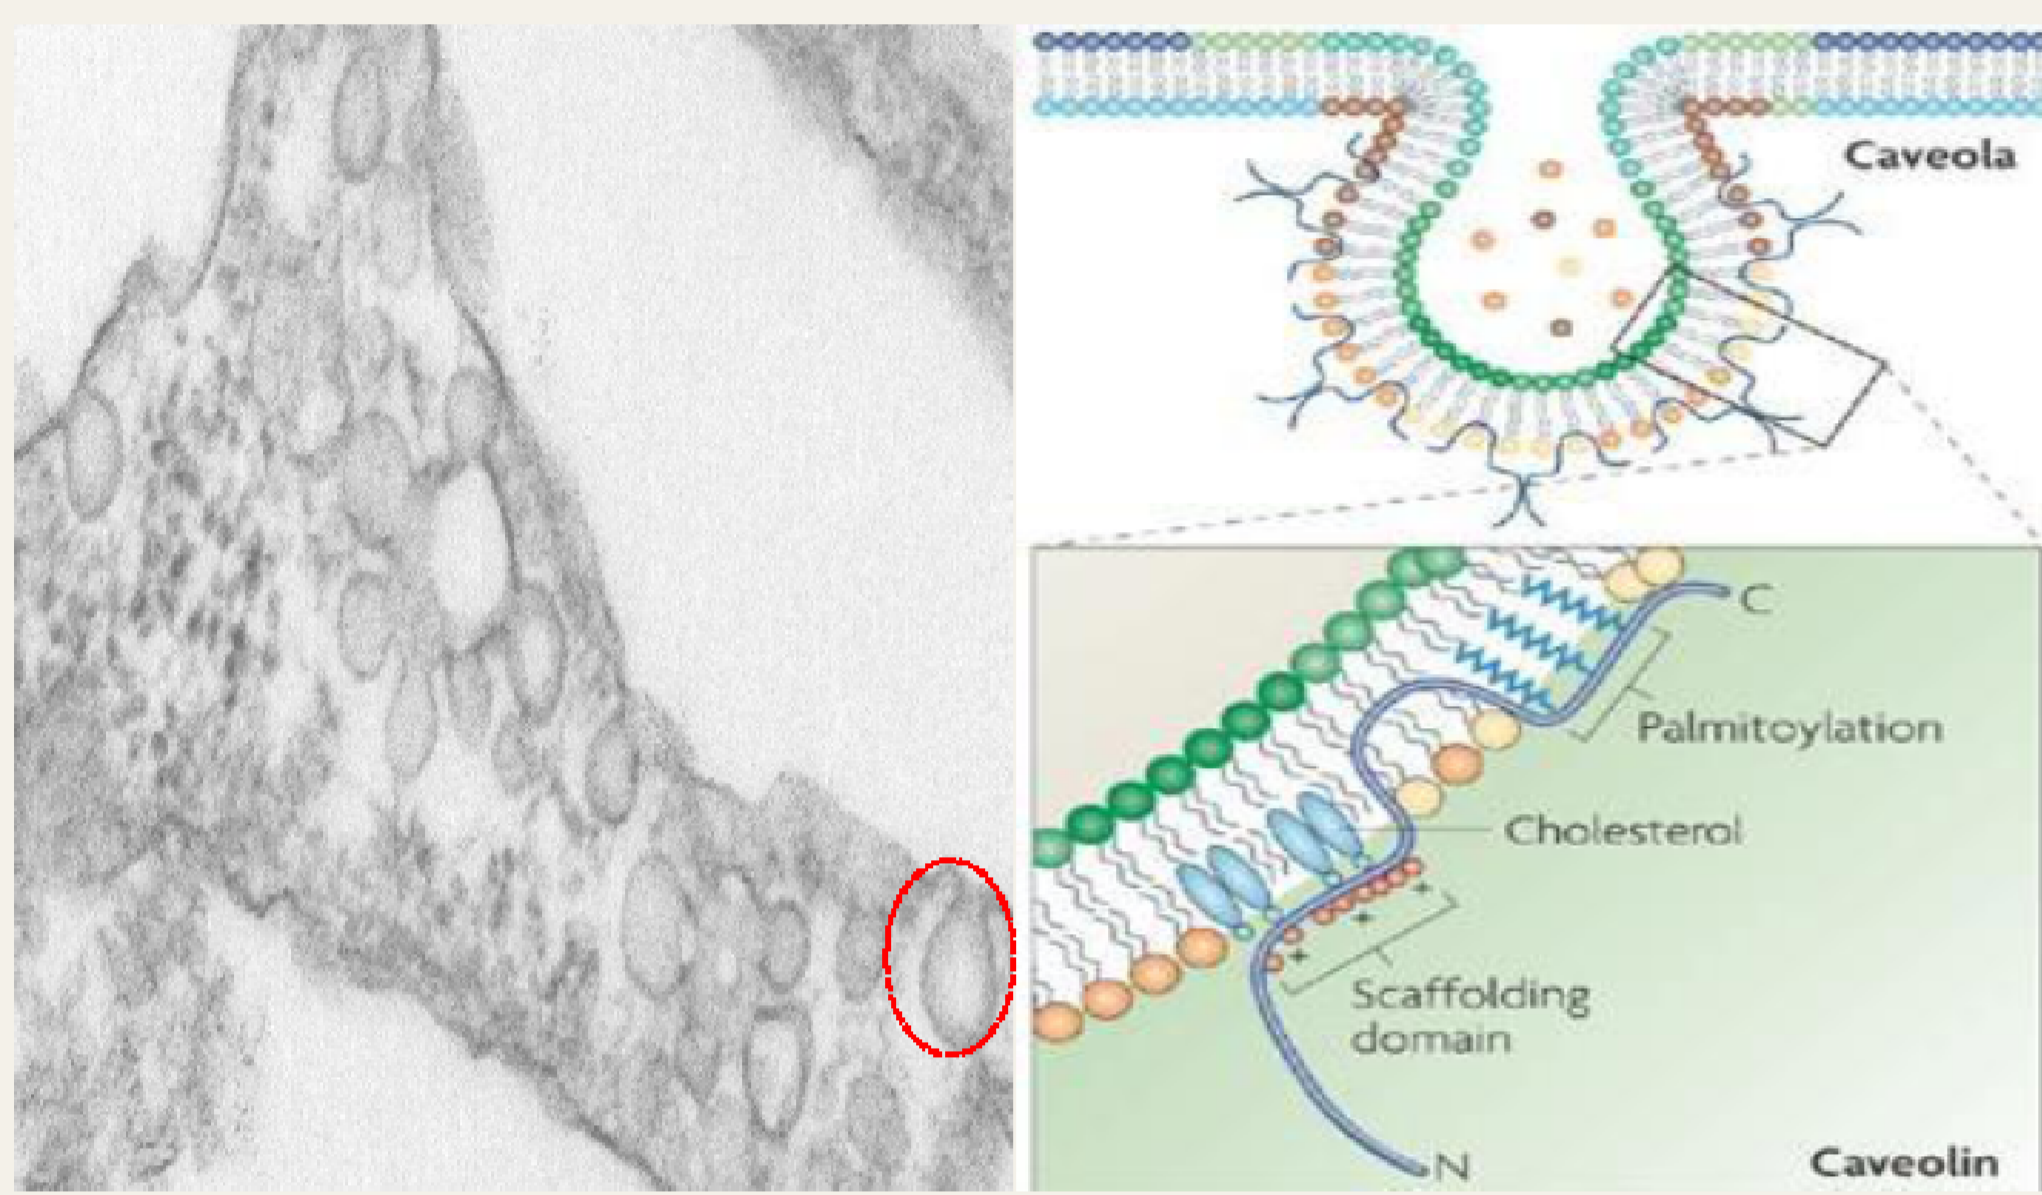 Caveola
C
Palmitoylation
Cholesterol
+
+
+
Scaffolding
domain
N
Caveolin